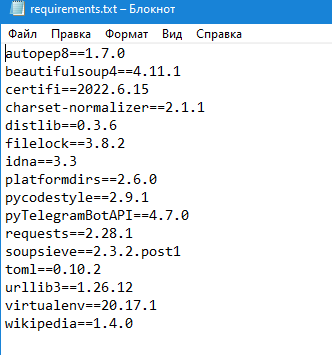 requirements.txt – Блокнот
Файл Правка Формат Вид Справка
autopep8==1.7.0
beautifulsoup4==4.11.1
certifi==2022.6.15
charset-normalizer==2.1.1
distlib==0.3.6
filelock==3.8.2
idna==3.3
platformdirs==2.6.0
pycodestyle==2.9.1
pyTelegramBotAPI==4.7.0
requests==2.28.1
soupsieve==2.3.2.post1
toml==0.10.2
urllib3==1.26.12
virtualenv==20.17.1
wikipedia==1.4.0